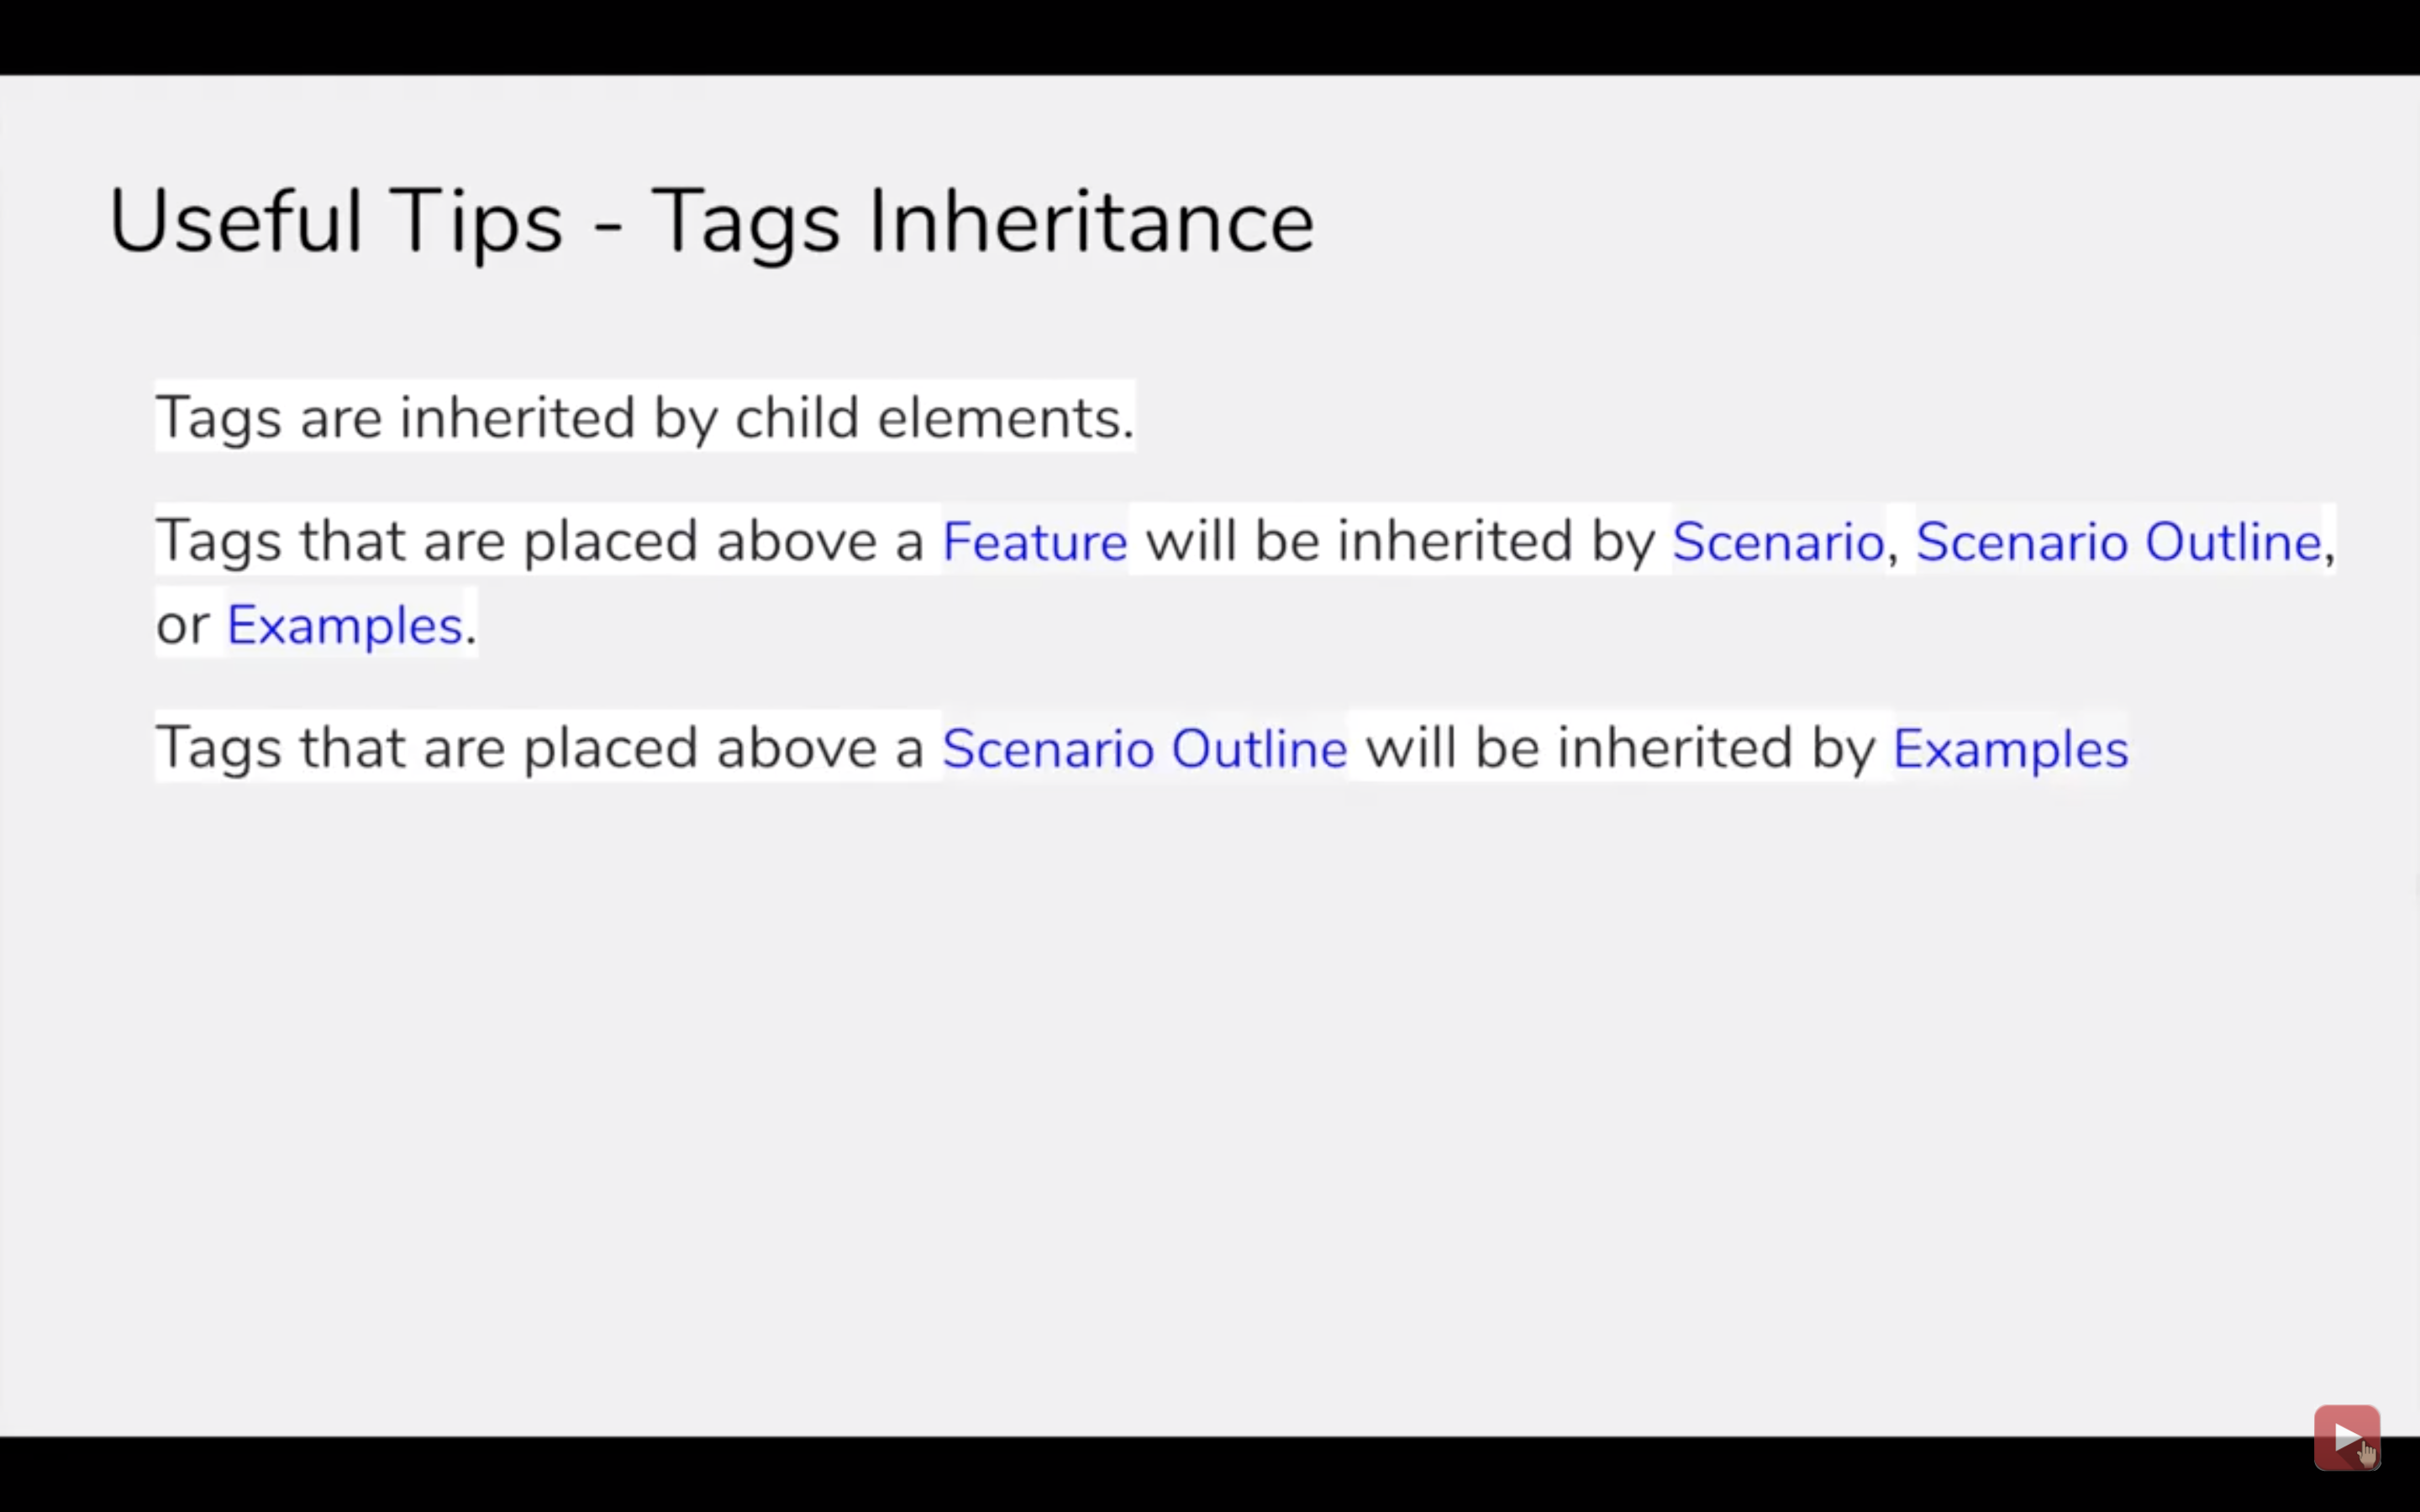 Useful Tips - Tags Inheritance
Tags are inherited by child elements.
Tags that are placed above a Feature will be inherited by Scenario, Scenario Outline,
or Examples.
Tags that are placed above a Scenario Outline will be inherited by Examples